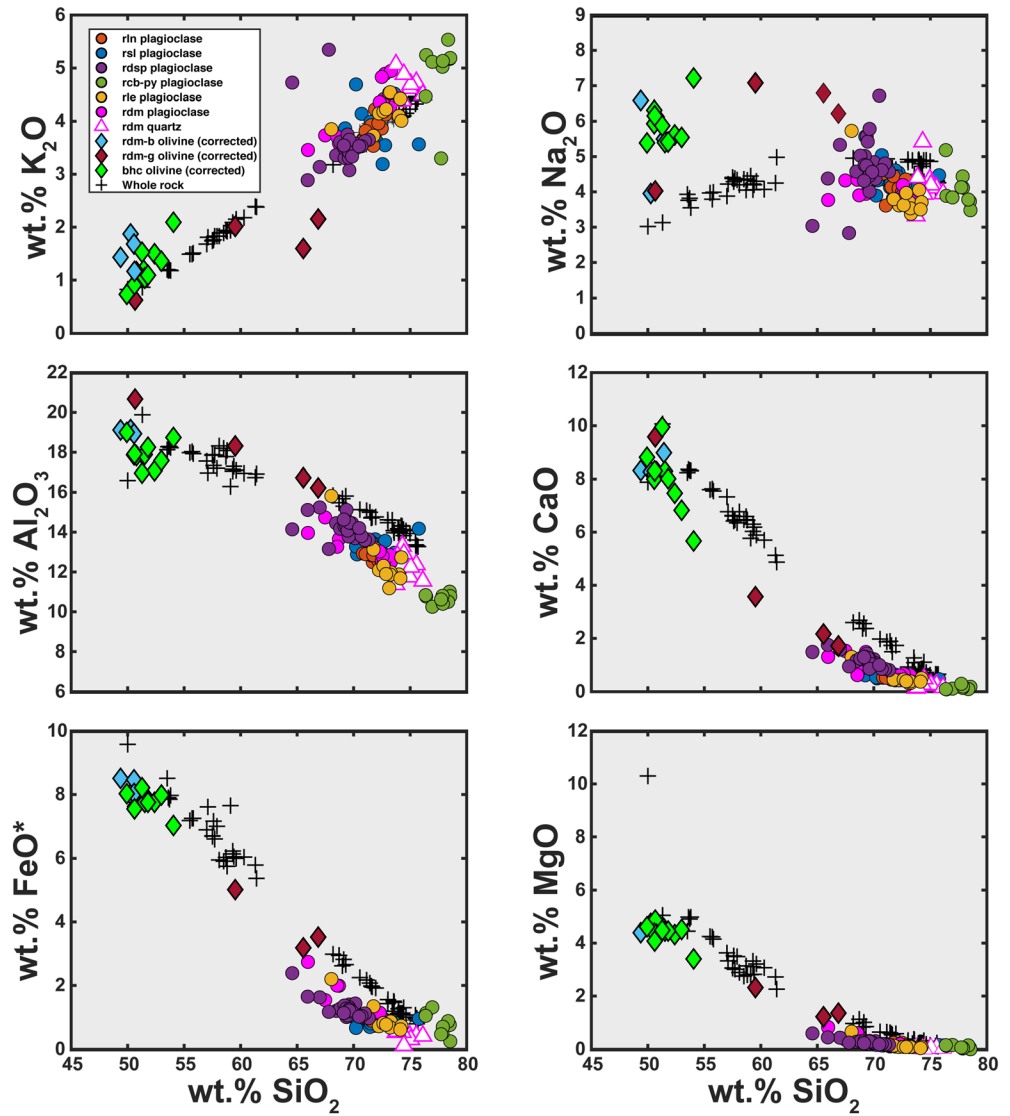 6
5
4
3
2
1
0
wt.% K2O
rln plagioclase
rsl plagioclase
rdsp plagioclase
rcb-py plagioclase
rle plagioclase
rdm plagioclase
rdm quartz
rdm-b olivine (corrected)
rdm-g olivine (corrected)
bhc olivine (corrected)
Whole rock
9
8
7
6
5
4
3
2
1
0
wt.% Na2O
22
20
18
16
14
12
10
8
6
wt.% Al2O3
12
10
8
6
4
2
0
wt.% CaO
10
8
6
4
2
0
wt.% FeO*
45 50 55 60 65 70 75 80
wt.% SiO2
12
10
8
6
4
2
0
wt.% MgO
45 50 55 60 65 70 75 80
wt.% SiO2